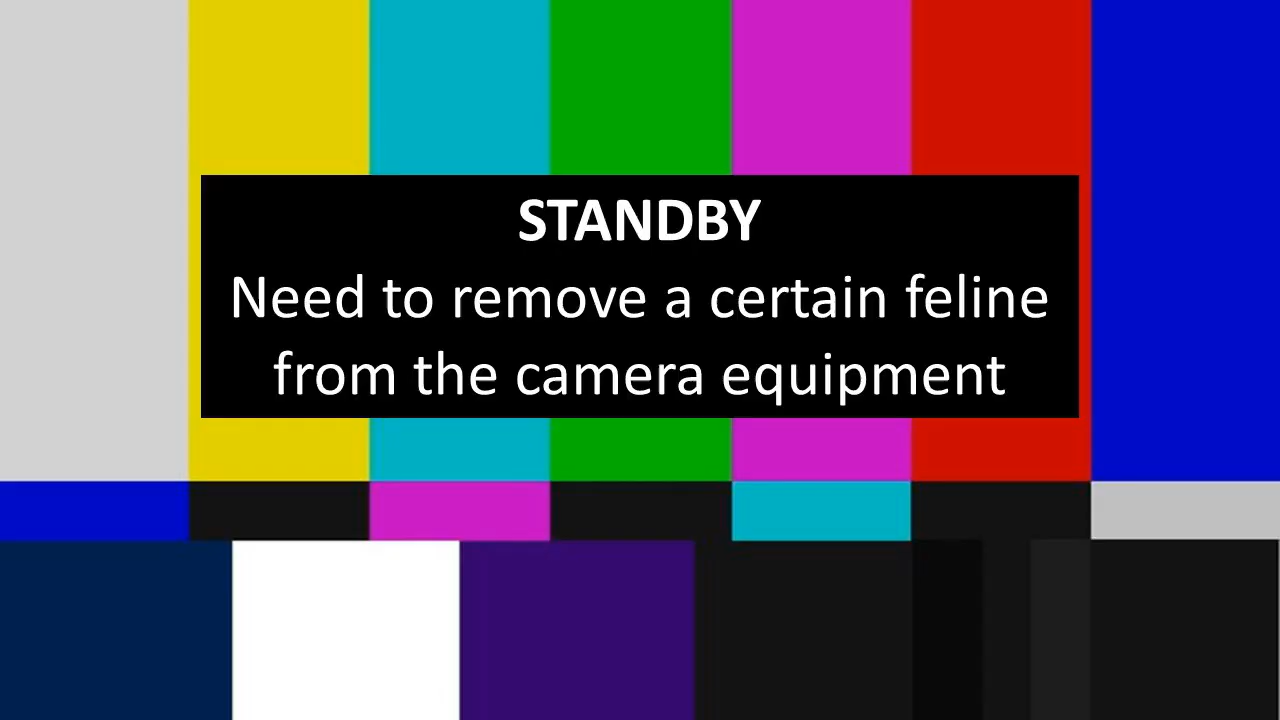 STANDBY
Need to remove a certain feline
from the camera equipment